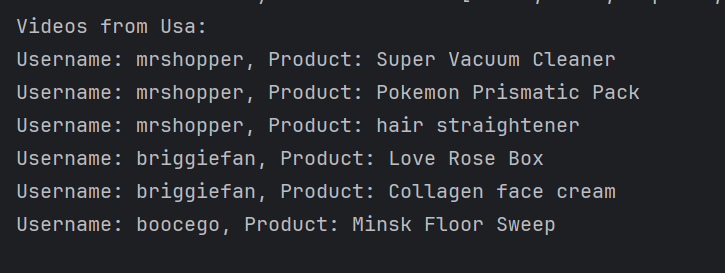 Videos from Usa:
Username: mrshopper, Product: Super Vacuum Cleaner
Username: mrshopper, Product: Pokemon Prismatic Pack
Username: mrshopper, Product: hair straightener
Username: briggiefan, Product: Love Rose Box
Username: briggiefan, Product: Collagen face cream
Username: boocego, Product: Minsk Floor Sweep